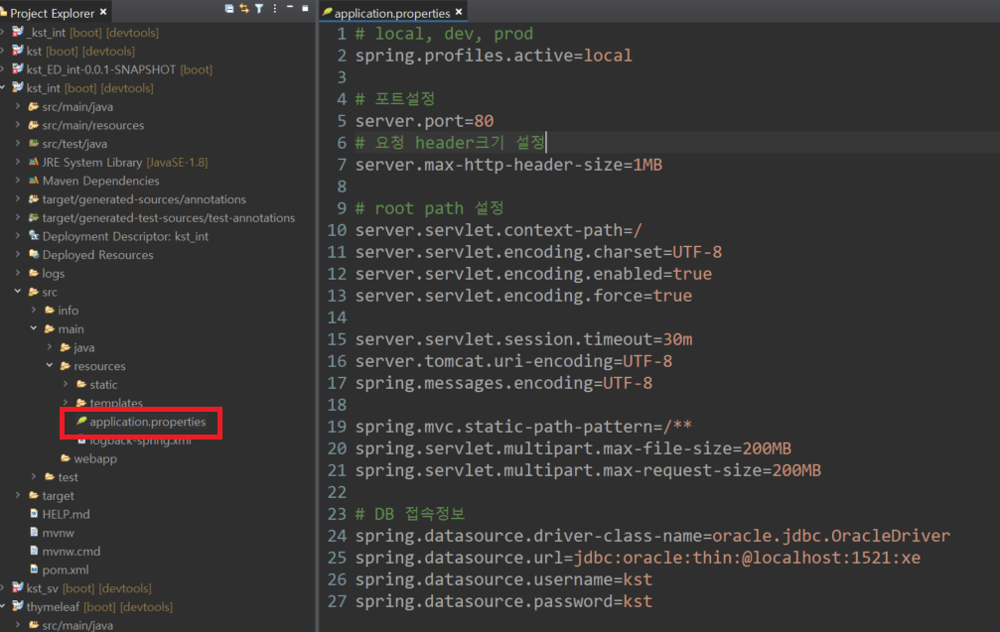 Project Explorer
_kst_int [boot] [devtools]
kst [boot] [devtools]
kst_ED_int-0.0.1-SNAPSHOT [boot]
kst_int [boot] [devtools]
src/main/java
src/main/resources
src/test/java
JRE System Library [JavaSE-1.8]
Maven Dependencies
target/generated-sources/annotations
target/generated-test-sources/test-annotations
Deployment Descriptor: kst_int
Deployed Resources
logs
src
info
main
java
resources
static
templates
application.properties
logback-spring.xml
webapp
test
target
HELP.md
mvnw
mvnw.cmd
pom.xml
kst_sv [boot] [devtools]
thymeleaf [boot] [devtools]
src/main/java
application.properties
1 # local, dev, prod
2 spring.profiles.active=local
3
4 # 포트설정
5 server.port=80
6 # 요청 header크기 설정
7 server.max-http-header-size=1MB
8
9 # root path 설정
10 server.servlet.context-path=/
11 server.servlet.encoding.charset=UTF-8
12 server.servlet.encoding.enabled=true
13 server.servlet.encoding.force=true
14
15 server.servlet.session.timeout=30m
16 server.tomcat.uri-encoding=UTF-8
17 spring.messages.encoding=UTF-8
18
19 spring.mvc.static-path-pattern=/**
20 spring.servlet.multipart.max-file-size=200MB
21 spring.servlet.multipart.max-request-size=200MB
22
23 # DB 접속정보
24 spring.datasource.driver-class-name=oracle.jdbc.OracleDriver
25 spring.datasource.url=jdbc:oracle:thin:@localhost:1521:xe
26 spring.datasource.username=kst
27 spring.datasource.password=kst